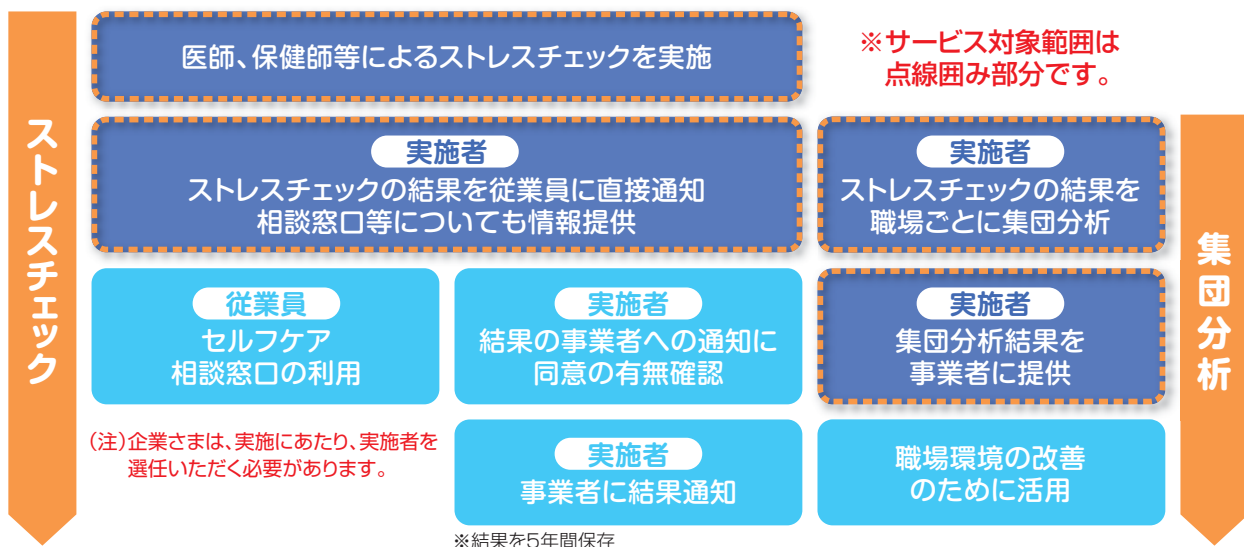 ストレスチェック
医師、保健師等によるストレスチェックを実施
※サービス対象範囲は
点線囲み部分です。
実施者
ストレスチェックの結果を従業員に直接通知
相談窓口等についても情報提供
実施者
ストレスチェックの結果を
職場ごとに集団分析
集団分析
従業員
セルフケア
相談窓口の利用
実施者
結果の事業者への通知に
同意の有無確認
実施者
集団分析結果を
事業者に提供
(注)企業さまは、実施にあたり、実施者を
選任いただく必要があります。
実施者
事業者に結果通知
職場環境の改善
のために活用
※結果を5年間保存